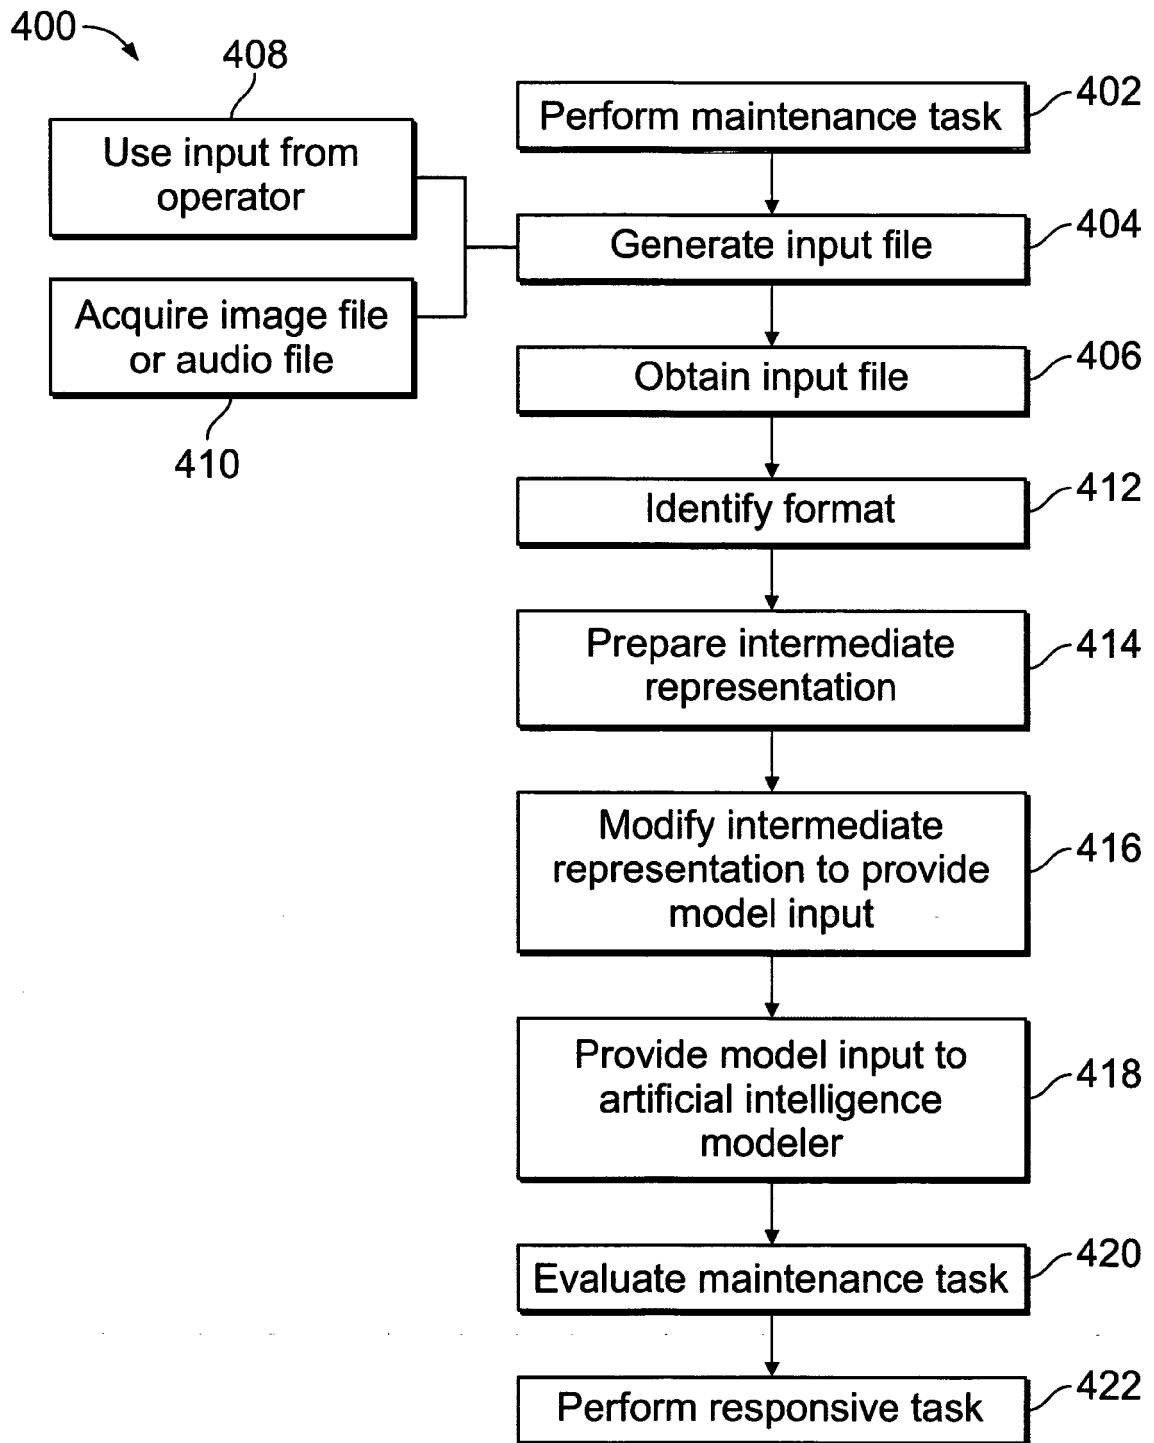 400
408
Use input from
operator
Acquire image file
or audio file
410
Perform maintenance task
402
Generate input file
404
Obtain input file
406
Identify format
412
Prepare intermediate
representation
414
Modify intermediate
representation to provide
model input
416
Provide model input to
artificial intelligence
modeler
418
Evaluate maintenance task
420
Perform responsive task
422